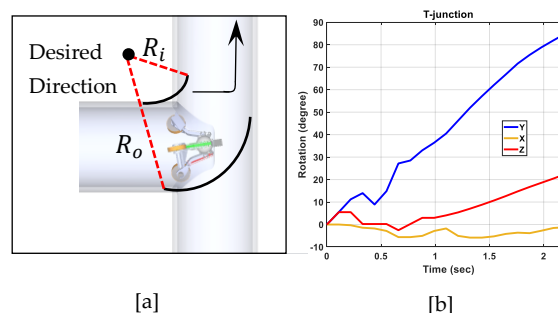 Desired
Direction
R_i
R_o
[a]
T-junction
Rotation (degree)
90
80
70
60
50
40
30
20
10
0
-10
Y
X
Z
0
0.5
1
1.5
2
Time (sec)
[b]